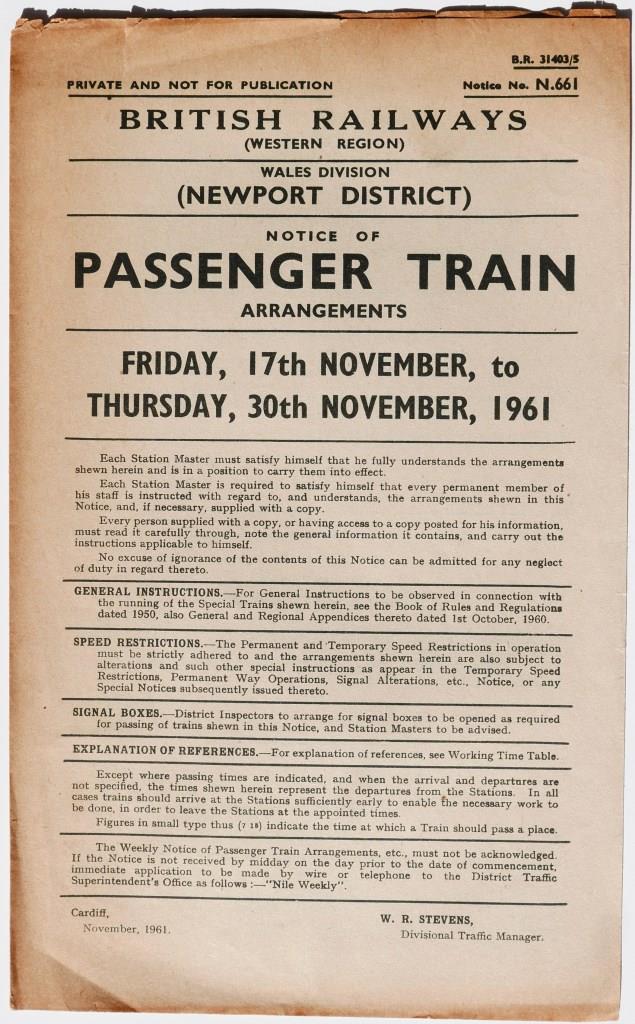 B.R. 31403/5
PRIVATE AND NOT FOR PUBLICATION Notice No. N.661
BRITISH RAILWAYS
(WESTERN REGION)
WALES DIVISION
(NEWPORT DISTRICT)
NOTICE OF
PASSENGER TRAIN
ARRANGEMENTS
FRIDAY, 17th NOVEMBER, to
THURSDAY, 30th NOVEMBER, 1961
Each Station Master must satisfy himself that he fully understands the arrangements
shewn herein and is in a position to carry them into effect.
Each Station Master is required to satisfy himself that every permanent member of
his staff is instructed with regard to, and understands, the arrangements shewn in this
Notice, and, if necessary, supplied with a copy.
Every person supplied with a copy, or having access to a copy posted for his information,
must read it carefully through, note the general information it contains, and carry out the
instructions applicable to himself.
No excuse of ignorance of the contents of this Notice can be admitted for any neglect
of duty in regard thereto.
GENERAL INSTRUCTIONS.—For General Instructions to be observed in connection with
the running of the Special Trains shewn herein, see the Book of Rules and Regulations
dated 1950, also General and Regional Appendices thereto dated 1st October, 1960.
SPEED RESTRICTIONS.—The Permanent and Temporary Speed Restrictions in operation
must be strictly adhered to and the arrangements shewn herein are also subject to
alterations and such other special instructions as appear in the Temporary Speed
Restrictions, Permanent Way Operations, Signal Alterations, etc., Notice, or any
Special Notices subsequently issued thereto.
SIGNAL BOXES.—District Inspectors to arrange for signal boxes to be opened as required
for passing of trains shewn in this Notice, and Station Masters to be advised.
EXPLANATION OF REFERENCES.—For explanation of references, see Working Time Table.
Except where passing times are indicated, and when the arrival and departures are
not specified, the times shewn herein represent the departures from the Stations. In all
cases trains should arrive at the Stations sufficiently early to enable the necessary work to
be done, in order to leave the Stations at the appointed times.
Figures in small type thus (7 18) indicate the time at which a Train should pass a place.
The Weekly Notice of Passenger Train Arrangements, etc., must not be acknowledged.
If the Notice is not received by midday on the day prior to the date of commencement,
immediate application to be made by wire or telephone to the District Traffic
Superintendent's Office as follows :—"Nile Weekly".
Cardiff, W. R. STEVENS,
November, 1961. Divisional Traffic Manager.